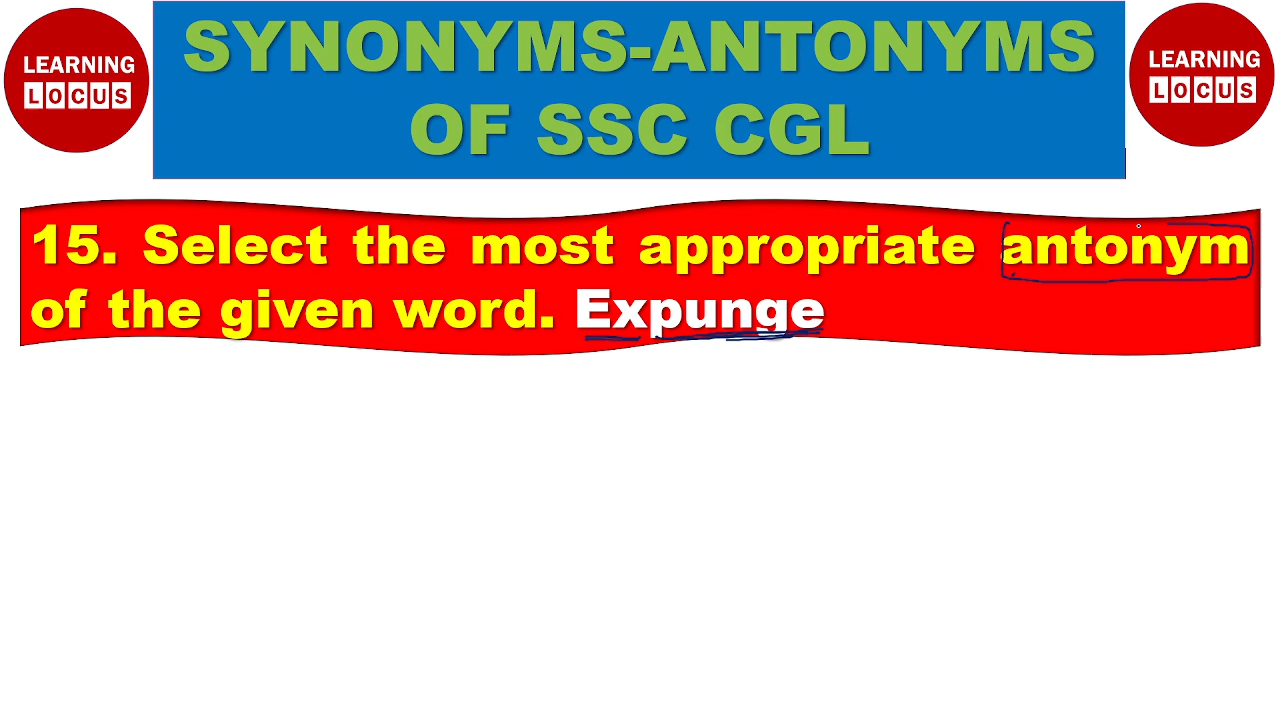 LEARNING
LOCUS
SYNONYMS-ANTONYMS
OF SSC CGL
LEARNING
LOCUS
15. Select the most appropriate antonym
of the given word. Expunge